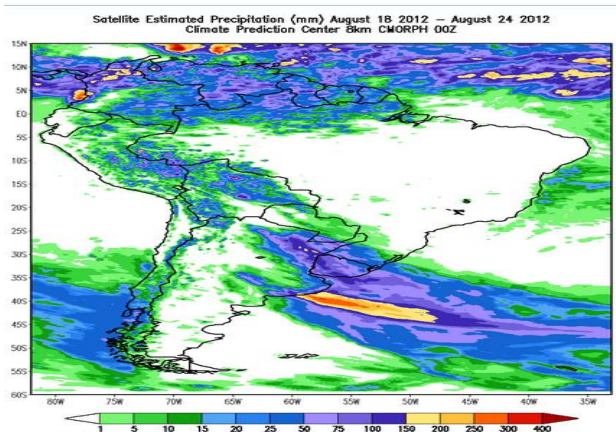 Satellite Estimated Precipitation (mm) August 18 2012 – August 24 2012
Climate Prediction Center 8km CMORPH 00Z
15N
10N
5N
EQ
5S
10S
15S
20S
25S
30S
35S
40S
45S
50S
55S
60S
80W 75W 70W 65W 60W 55W 50W 45W 40W 35W
1 5 10 15 20 25 50 75 100 150 200 250 300 400